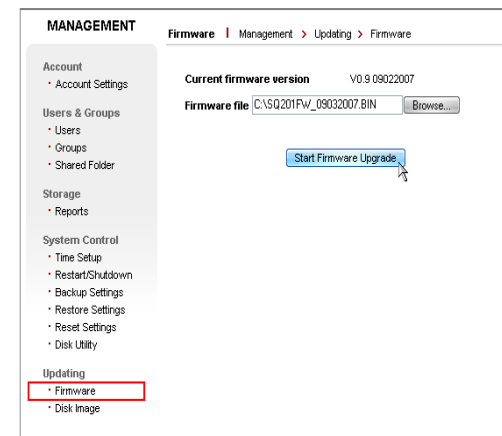 MANAGEMENT
Firmware | Management > Updating > Firmware
Account
· Account Settings
Users & Groups
· Users
· Groups
· Shared Folder
Storage
· Reports
System Control
· Time Setup
· Restart/Shutdown
· Backup Settings
· Restore Settings
· Reset Settings
· Disk Utility
Updating
· Firmware
· Disk Image
Current firmware version V0.9 09022007
Firmware file C:\SQ201FW_09032007.BIN Browse...
Start Firmware Upgrade